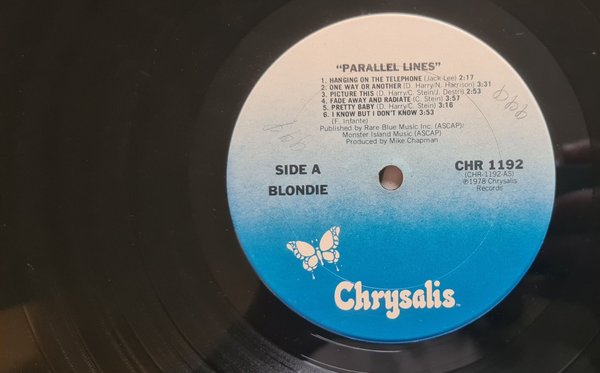 "PARALLEL LINES"
1. HANGING ON THE TELEPHONE (Jack Lee) 2:17
2. ONE WAY OR ANOTHER (D. Harry/N. Harrison) 3:31
3. PICTURE THIS (D. Harry/C. Stein/J. Destri) 2:53
4. FADE AWAY AND RADIATE (C. Stein) 3:57
5. PRETTY BABY (D. Harry/C. Stein) 3:16
6. I KNOW BUT I DON'T KNOW 3:53
(F. Infante)
Published by Rare Blue Music Inc. (ASCAP);
Monster Island Music (ASCAP)
Produced by Mike Chapman
SIDE A
BLONDIE
CHR 1192
(CHR-1192-AS)
℗1978 Chrysalis
Records
Chrysalis™